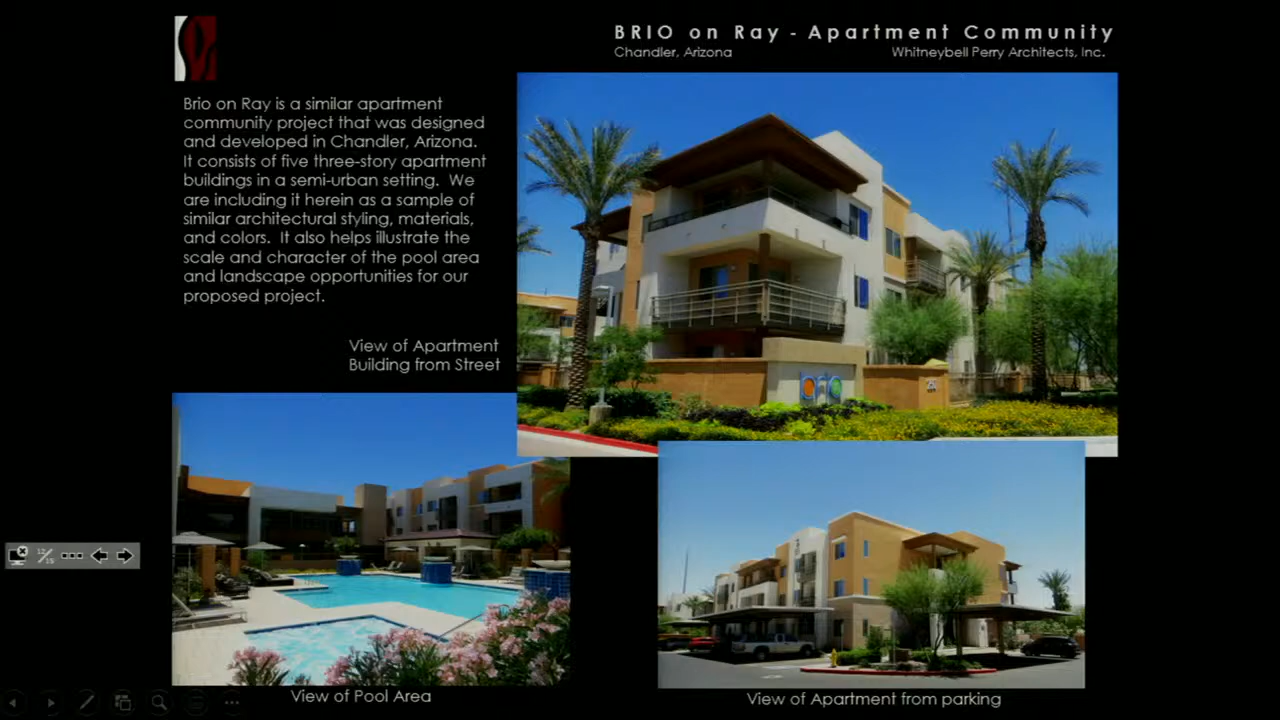 BRIO on Ray - Apartment Community
Chandler, Arizona
Whitneybell Perry Architects, Inc.
Brio on Ray is a similar apartment
community project that was designed
and developed in Chandler, Arizona.
It consists of five three-story apartment
buildings in a semi-urban setting. We
are including it herein as a sample of
similar architectural styling, materials,
and colors. It also helps illustrate the
scale and character of the pool area
and landscape opportunities for our
proposed project.
View of Apartment
Building from Street
brio
12/15
View of Pool Area
View of Apartment from parking